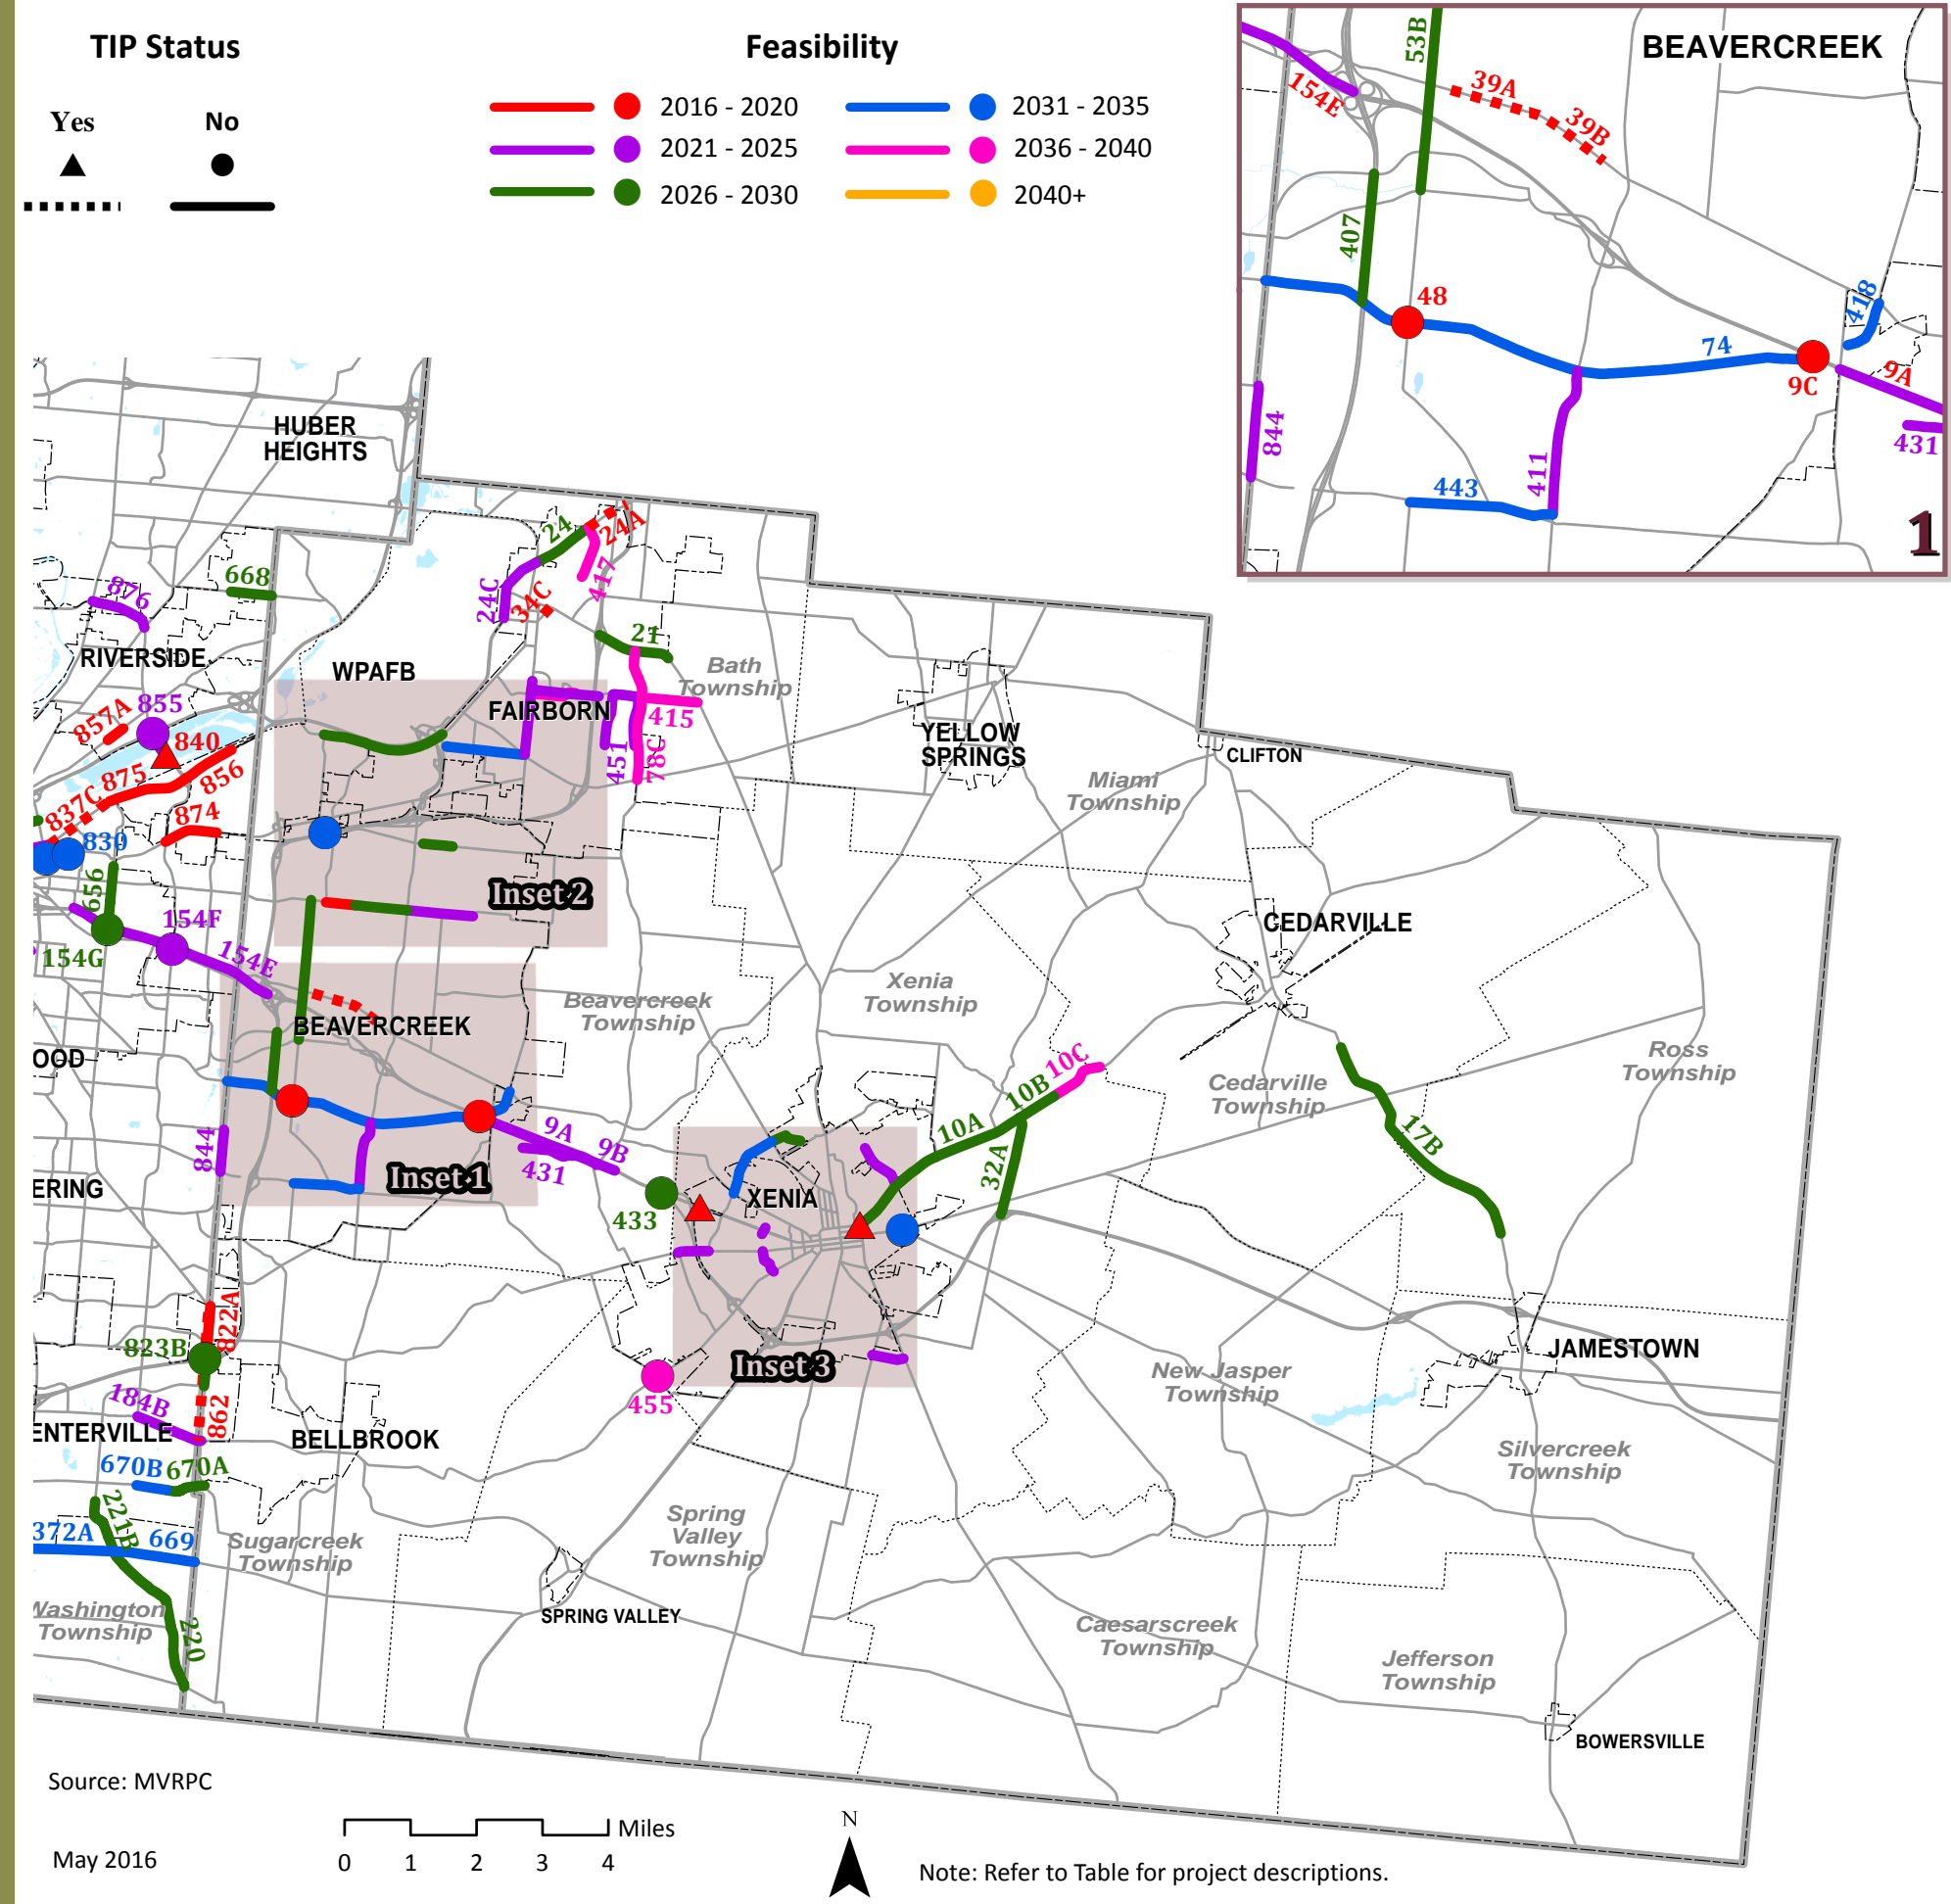 TIP Status
Yes
No
Feasibility
2016 - 2020
2021 - 2025
2026 - 2030
2031 - 2035
2036 - 2040
2040+
BEAVERCREEK
53B
39A
39B
154E
407
48
418
74
9C
9A
431
844
411
443
1
HUBER
HEIGHTS
24
24A
417
24C
34C
668
876
21
RIVERSIDE
WPAFB
Bath
Township
855
857A
840
FAIRBORN
415
451
78C
875
856
837C
874
830
YELLOW
SPRINGS
CLIFTON
Miami
Township
656
154F
154G
154E
Inset 2
CEDARVILLE
Beavercreek
Township
Xenia
Township
BEAVERCREEK
OOD
Ross
Township
Cedarville
Township
10C
10B
10A
32A
17B
844
9A
9B
431
Inset 1
ERING
433
XENIA
822A
823B
Inset 3
455
JAMESTOWN
New Jasper
Township
184B
862
ENTERVILLE
BELLBROOK
670B
670A
Silvercreek
Township
221B
372A
669
Sugarcreek
Township
Spring
Valley
Township
Washington
Township
220
SPRING VALLEY
Caesarscreek
Township
Jefferson
Township
BOWERSVILLE
Source: MVRPC
May 2016
Miles
0 1 2 3 4
N
Note: Refer to Table for project descriptions.